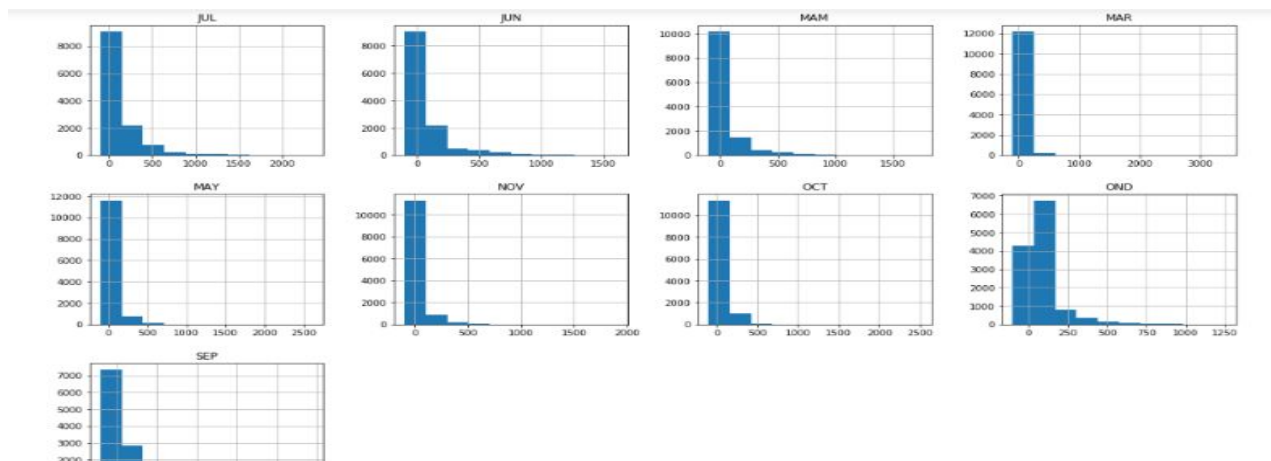 JUL JUN MAM MAR
8000 6000 4000 2000 0
0 500 1000 1500 2000
8000 6000 4000 2000 0
0 500 1000 1500
10000 8000 6000 4000 2000 0
0 500 1000 1500
12000 10000 8000 6000 4000 2000 0
0 1000 2000 3000
MAY NOV OCT OND
12000 10000 8000 6000 4000 2000 0
0 500 1000 1500 2000 2500
10000 8000 6000 4000 2000 0
0 500 1000 1500 2000
10000 8000 6000 4000 2000 0
0 500 1000 1500 2000 2500
7000 6000 5000 4000 3000 2000 1000 0
0 250 500 750 1000 1250
SEP
7000 6000 5000 4000 3000